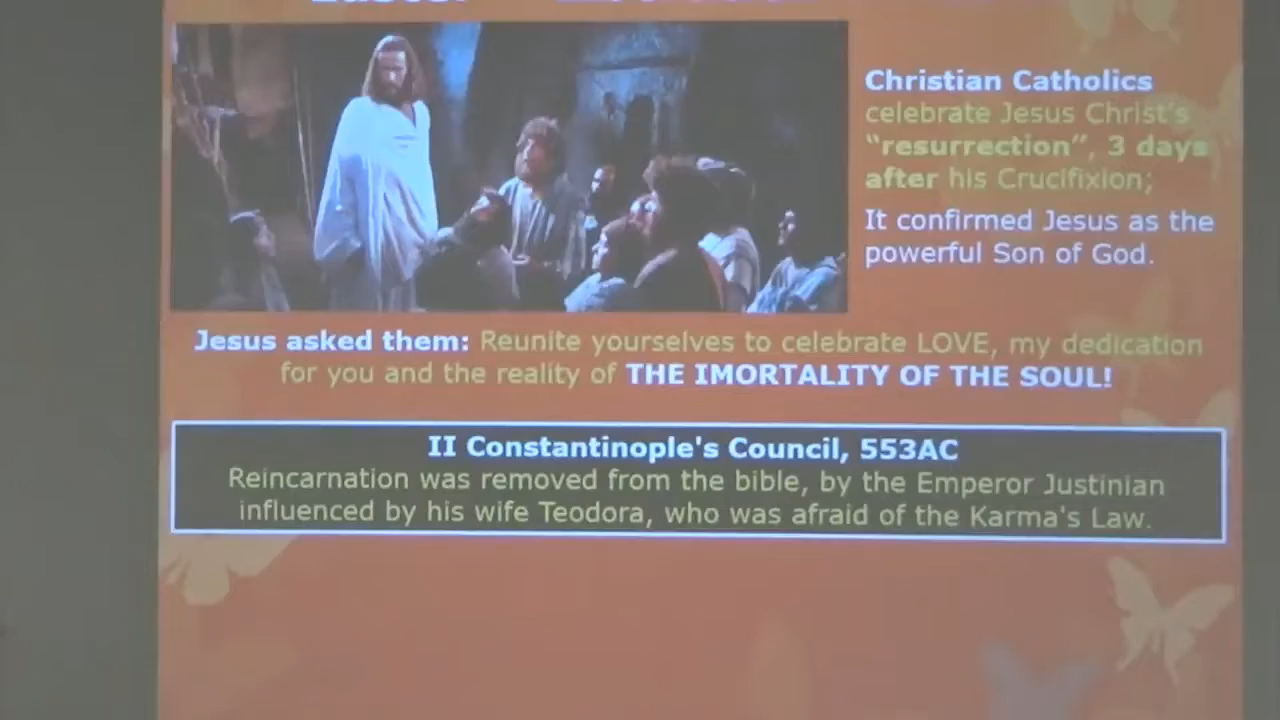 Christian Catholics
celebrate Jesus Christ's
"resurrection", 3 days
after his Crucifixion;
It confirmed Jesus as the
powerful Son of God.
Jesus asked them: Reunite yourselves to celebrate LOVE, my dedication
for you and the reality of THE IMORTALITY OF THE SOUL!
II Constantinople's Council, 553AC
Reincarnation was removed from the bible, by the Emperor Justinian
influenced by his wife Teodora, who was afraid of the Karma's Law.